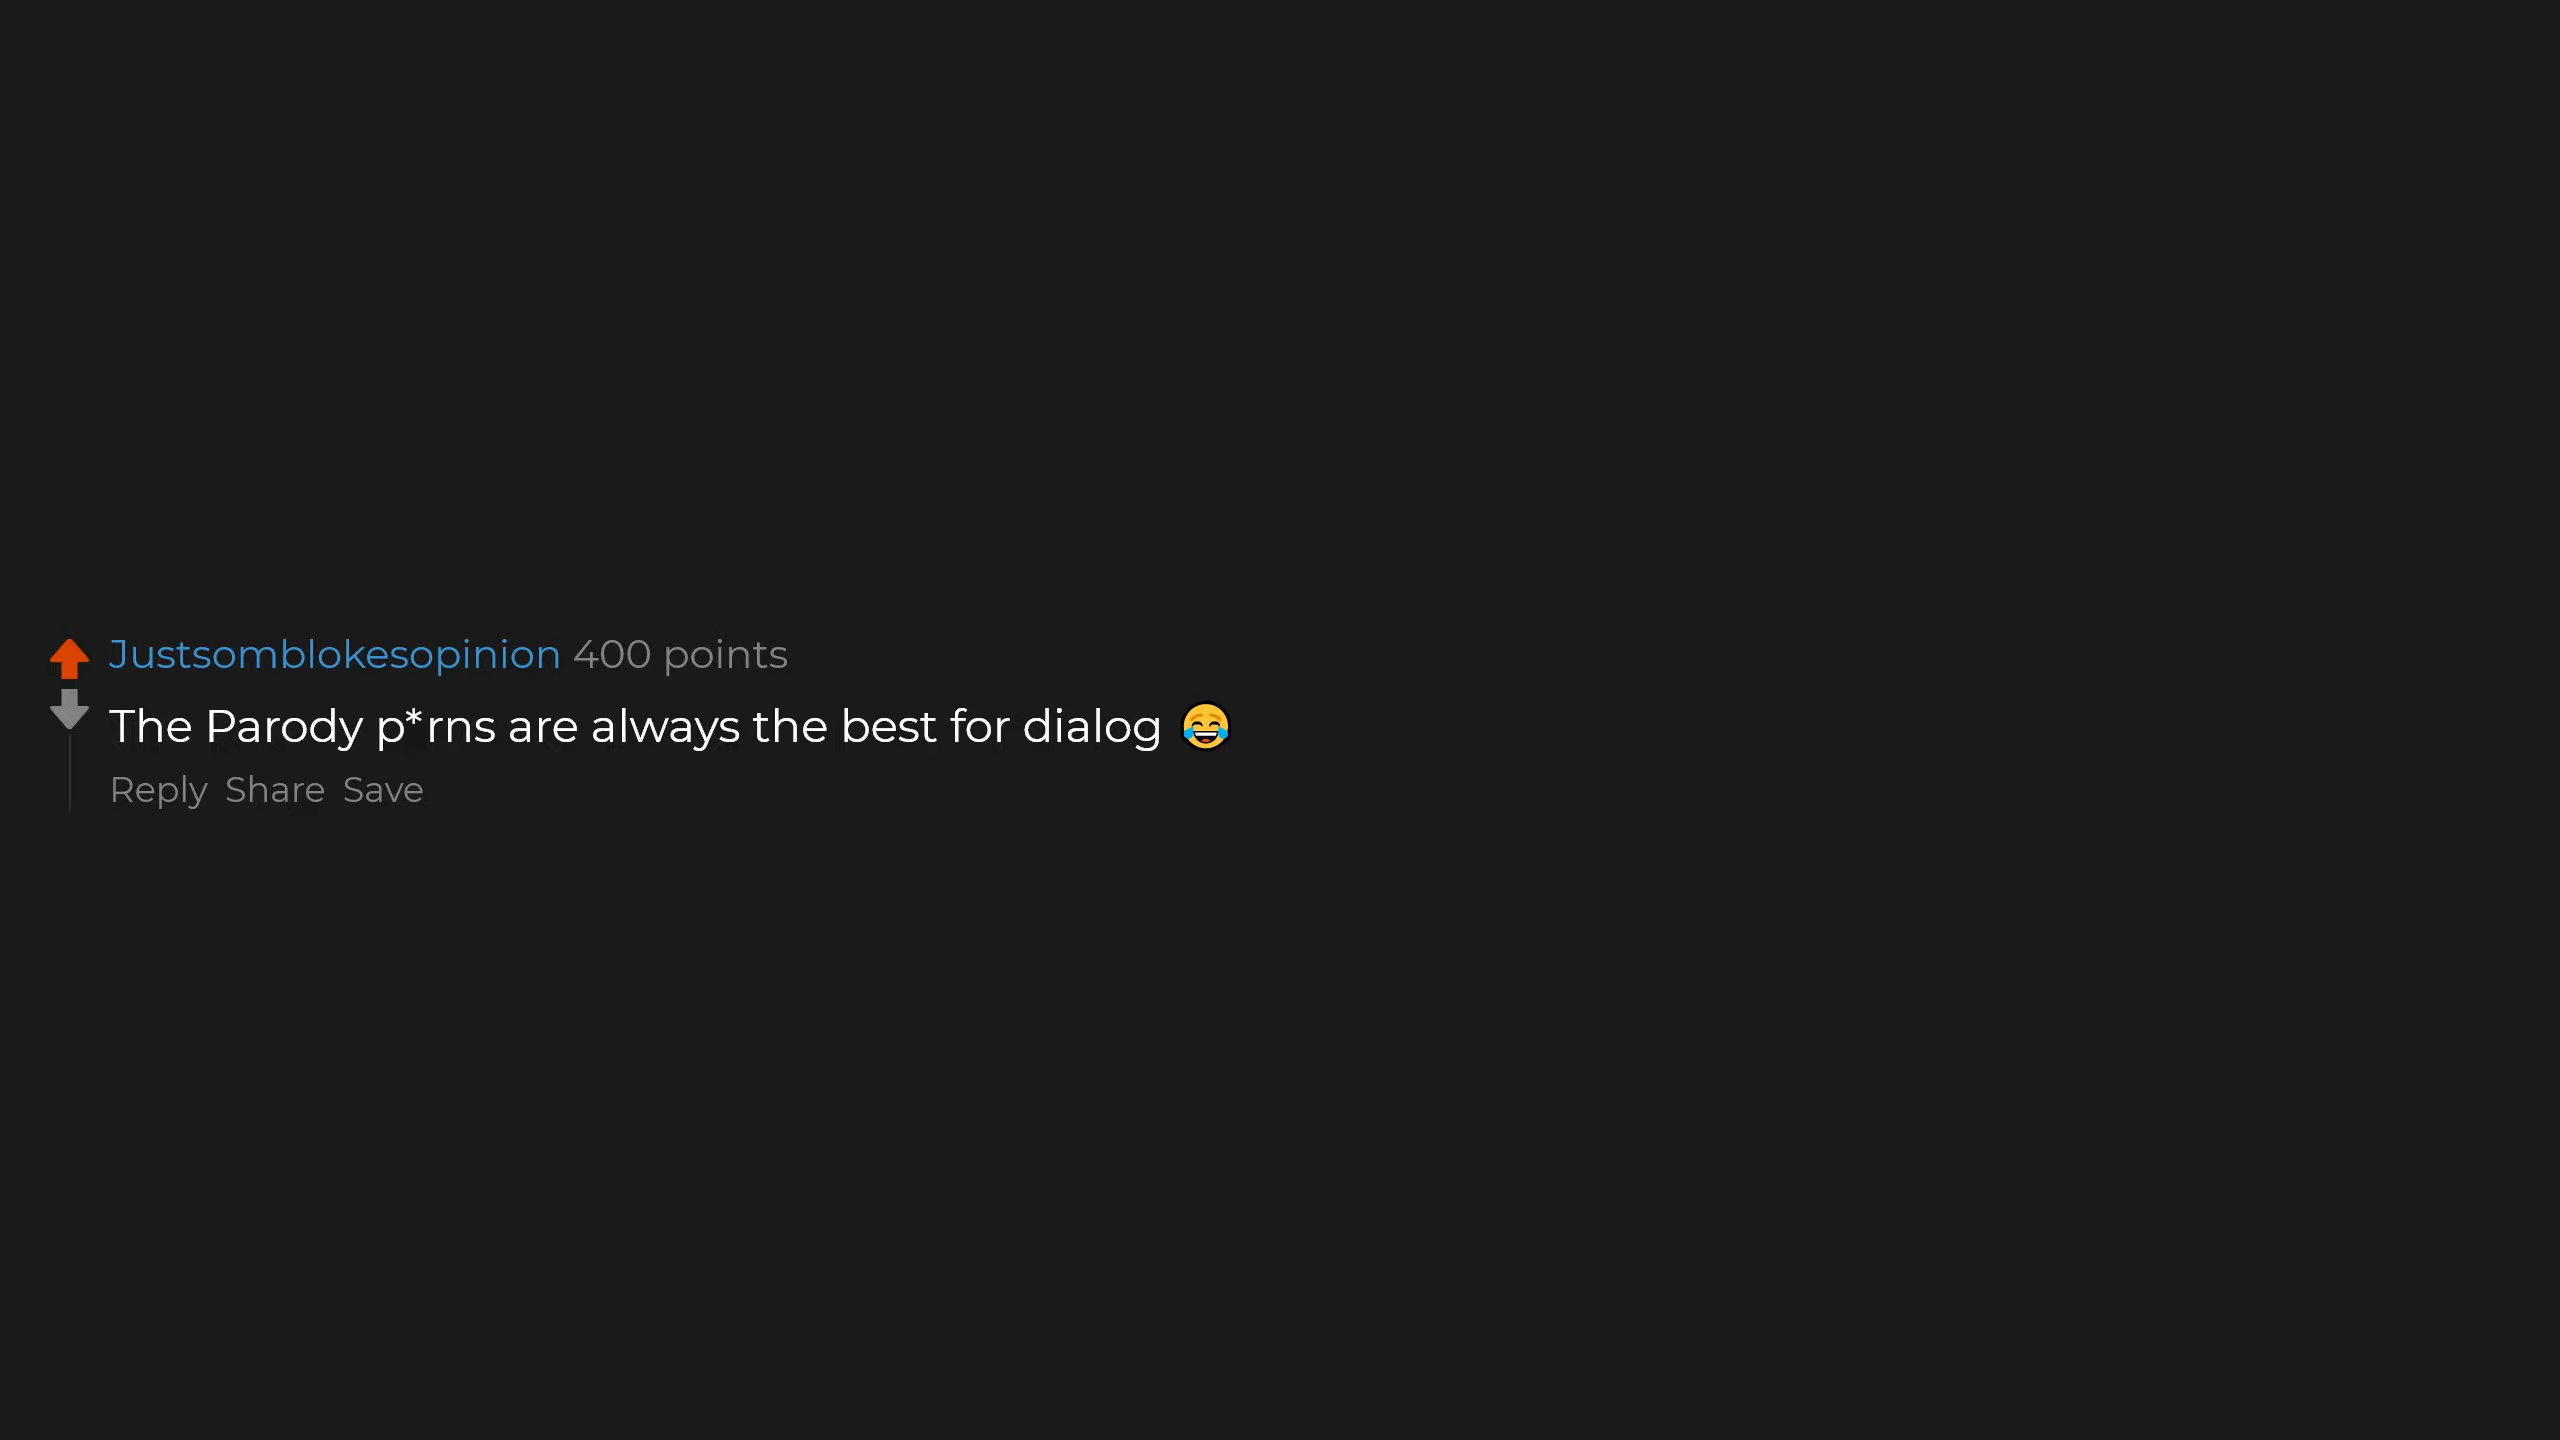 Justsomblokesopinion 400 points
The Parody p*rns are always the best for dialog 😂
Reply Share Save